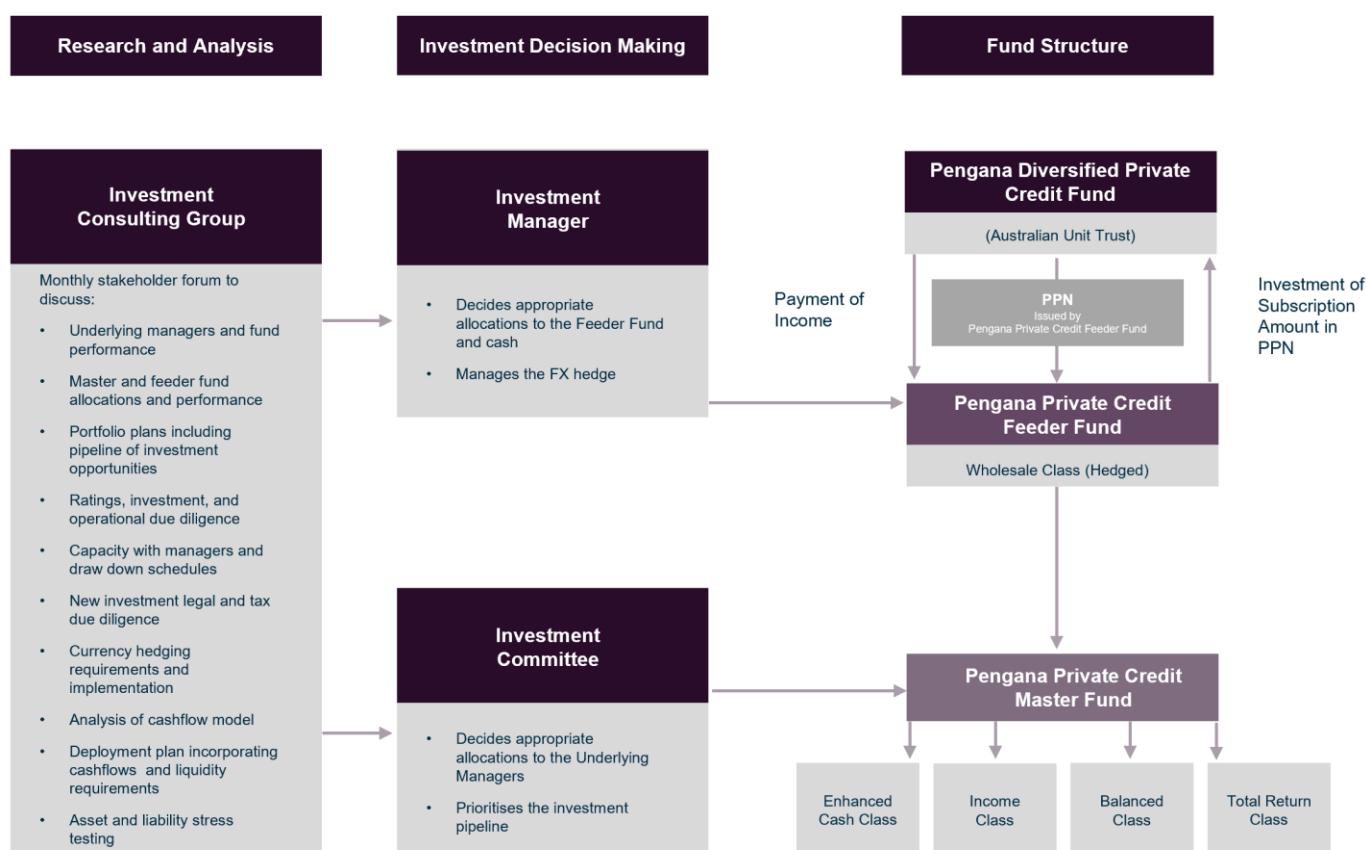 Research and Analysis
Investment Decision Making
Fund Structure
Investment
Consulting Group
Monthly stakeholder forum to
discuss:
• Underlying managers and fund
performance
• Master and feeder fund
allocations and performance
• Portfolio plans including
pipeline of investment
opportunities
• Ratings, investment, and
operational due diligence
• Capacity with managers and
draw down schedules
• New investment legal and tax
due diligence
• Currency hedging
requirements and
implementation
• Analysis of cashflow model
• Deployment plan incorporating
cashflows and liquidity
requirements
• Asset and liability stress
testing
Investment
Manager
• Decides appropriate
allocations to the Feeder Fund
and cash
• Manages the FX hedge
Investment
Committee
• Decides appropriate
allocations to the Underlying
Managers
• Prioritises the investment
pipeline
Pengana Diversified Private
Credit Fund
(Australian Unit Trust)
Payment of
Income
PPN
Issued by
Pengana Private Credit Feeder Fund
Investment of
Subscription
Amount in
PPN
Pengana Private Credit
Feeder Fund
Wholesale Class (Hedged)
Pengana Private Credit
Master Fund
Enhanced
Cash Class
Income
Class
Balanced
Class
Total Return
Class